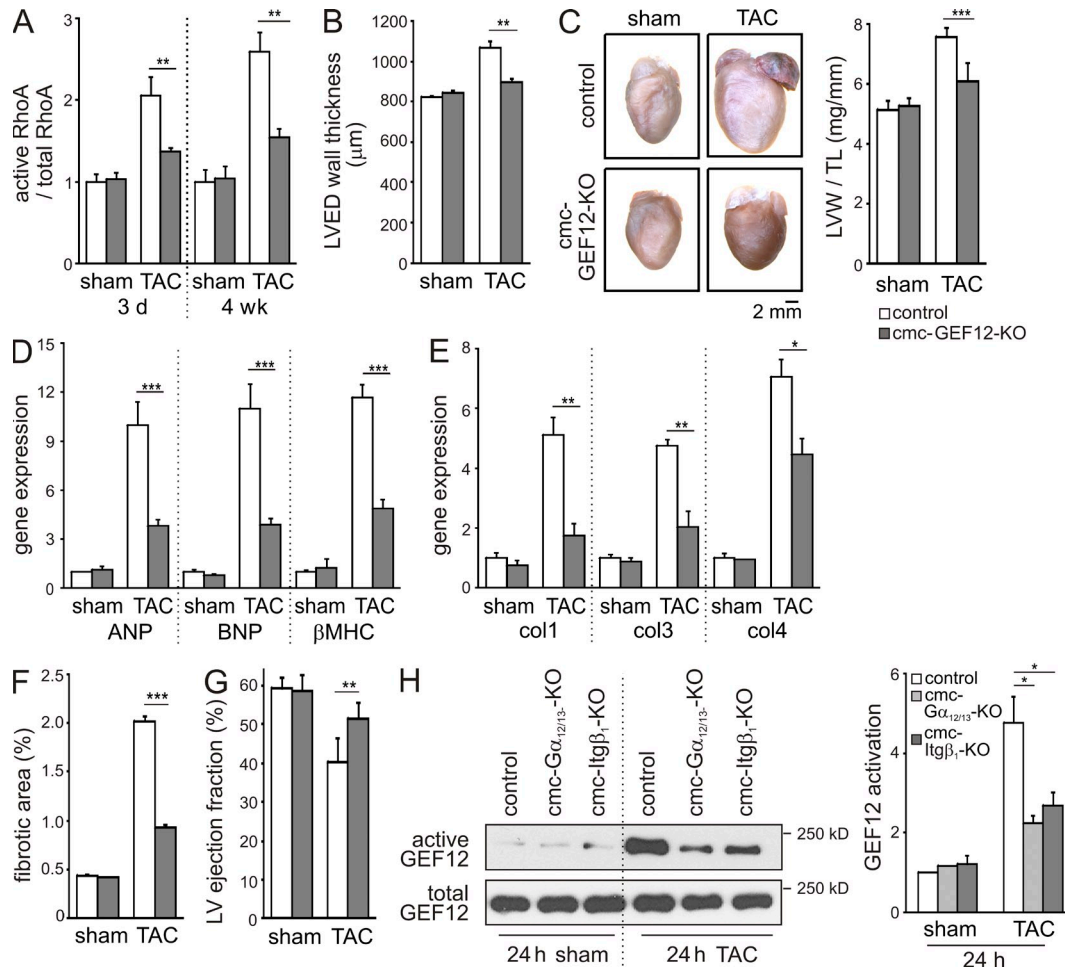 A
active RhoA
/ total RhoA
3
2
1
0
**
**
sham TAC sham TAC
3 d 4 wk
B
LVED wall thickness
(μm)
1200
1000
800
600
400
200
0
**
sham TAC
C
sham TAC
control
cmc-
GEF12-KO
2 mm
LVW / TL (mg/mm)
8
6
4
2
0
***
sham TAC
control
cmc-GEF12-KO
D
gene expression
15
12
9
6
3
0
***
***
***
sham TAC sham TAC sham TAC
ANP BNP βMHC
E
gene expression
8
6
4
2
0
**
**
*
sham TAC sham TAC sham TAC
col1 col3 col4
F
fibrotic area (%)
2.5
2.0
1.5
1.0
0.5
0.0
***
sham TAC
G
LV ejection fraction (%)
60
50
40
30
20
10
0
**
sham TAC
H
control
cmc-Gα12/13-KO
cmc-Itgβ1-KO
control
cmc-Gα12/13-KO
cmc-Itgβ1-KO
active
GEF12
250 kD
total
GEF12
250 kD
24 h sham 24 h TAC
GEF12 activation
6
4
2
0
control
cmc-
Gα12/13-KO
cmc-
Itgβ1-KO
*
*
sham TAC
24 h